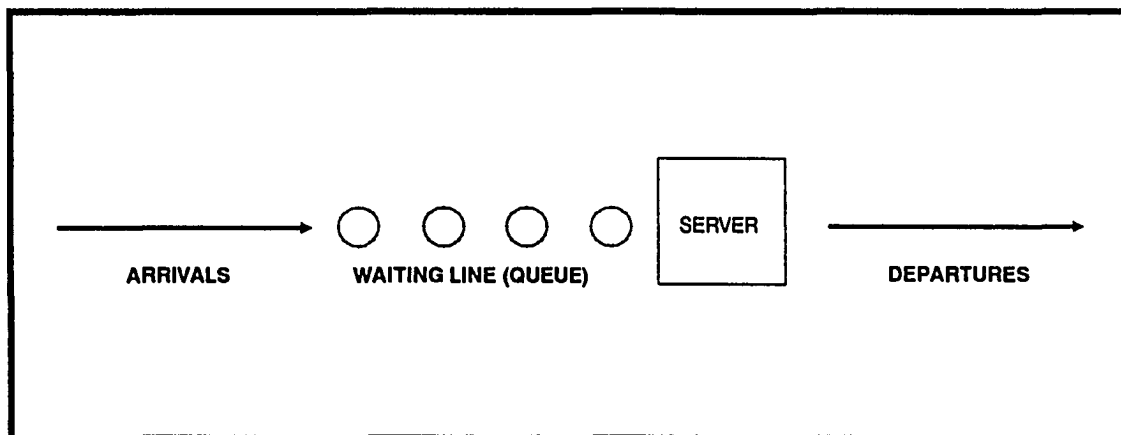 SERVER
ARRIVALS
WAITING LINE (QUEUE)
DEPARTURES